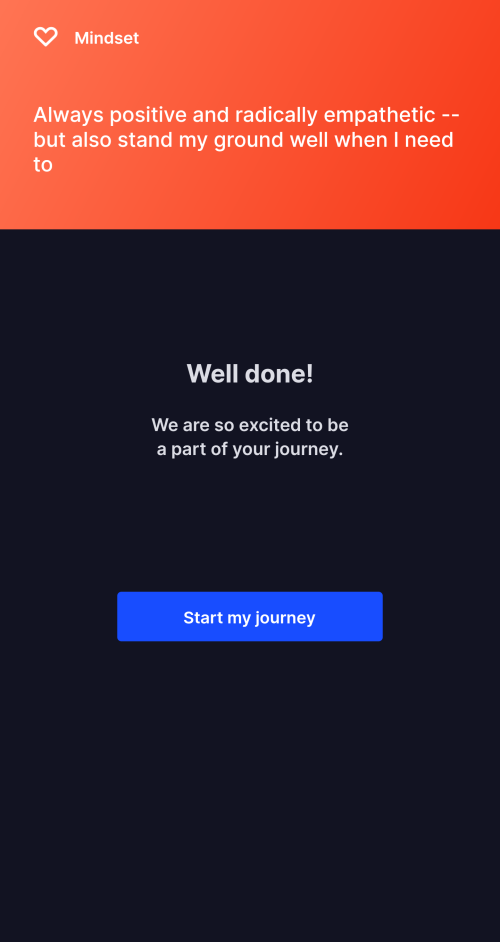 Mindset
Always positive and radically empathetic --
but also stand my ground well when I need
to
Well done!
We are so excited to be
a part of your journey.
Start my journey